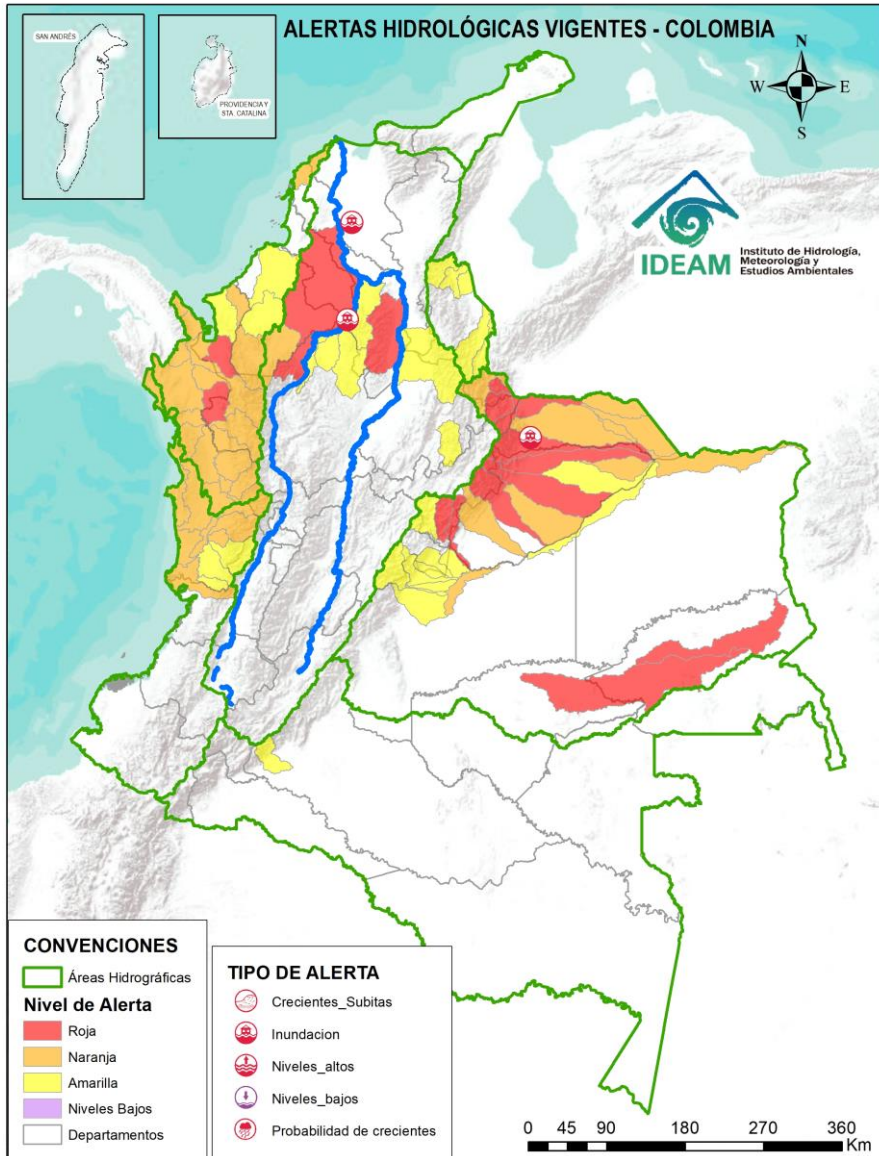 ALERTAS HIDROLÓGICAS VIGENTES - COLOMBIA
SAN ANDRÉS
PROVIDENCIA Y
STA. CATALINA
N
W
E
S
IDEAM
Instituto de Hidrología,
Meteorología y
Estudios Ambientales
CONVENCIONES
Áreas Hidrográficas
Nivel de Alerta
Roja
Naranja
Amarilla
Niveles Bajos
Departamentos
TIPO DE ALERTA
Crecientes_Subitas
Inundacion
Niveles_altos
Niveles_bajos
Probabilidad de crecientes
0 45 90 180 270 360
Km